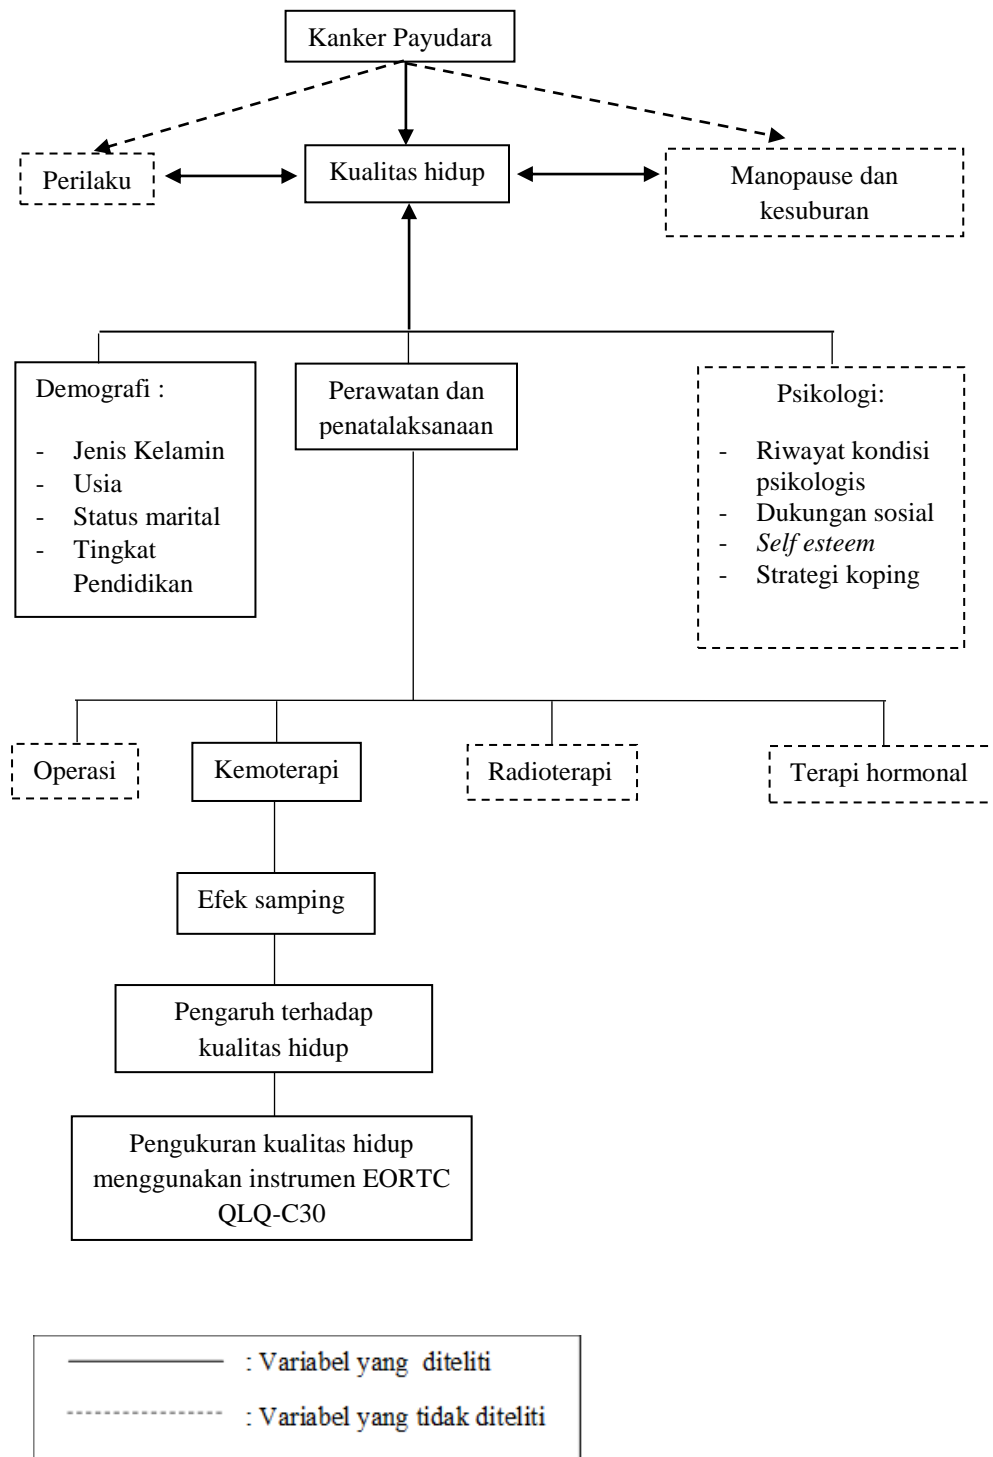 Kanker Payudara
Perilaku
Kualitas hidup
Manopause dan
kesuburan
Demografi :
- Jenis Kelamin
- Usia
- Status marital
- Tingkat
Pendidikan
Perawatan dan
penatalaksanaan
Psikologi:
- Riwayat kondisi
psikologis
- Dukungan sosial
- Self esteem
- Strategi koping
Operasi
Kemoterapi
Radioterapi
Terapi hormonal
Efek samping
Pengaruh terhadap
kualitas hidup
Pengukuran kualitas hidup
menggunakan instrumen EORTC
QLQ-C30
: Variabel yang diteliti
: Variabel yang tidak diteliti